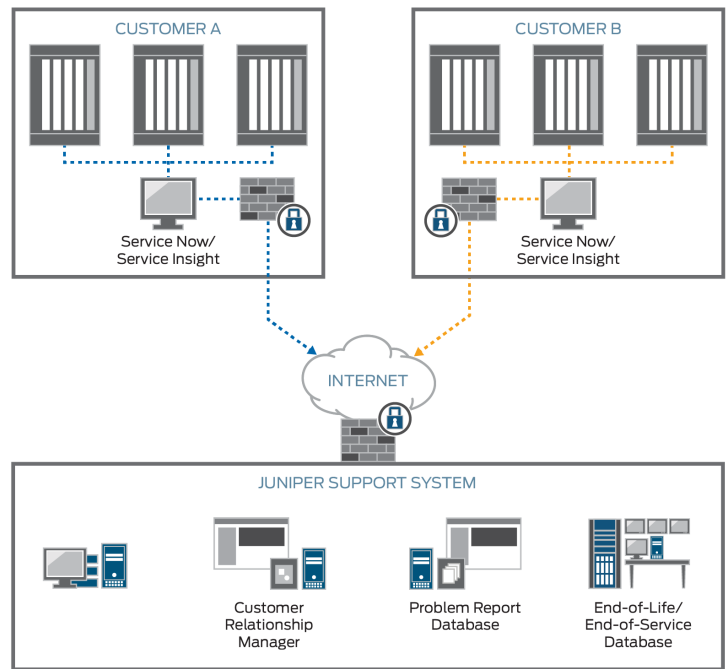 CUSTOMER A
CUSTOMER B
Service Now/
Service Insight
Service Now/
Service Insight
INTERNET
JUNIPER SUPPORT SYSTEM
Customer
Relationship
Manager
Problem Report
Database
End-of-Life/
End-of-Service
Database